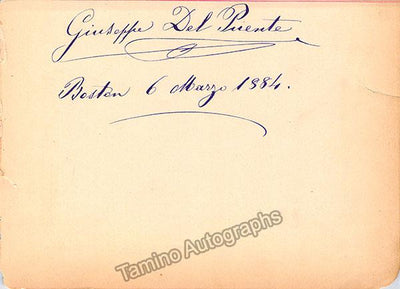 Giuseppe Del Puente
Boston 6 Marzo 1884.
Tamino Autographs